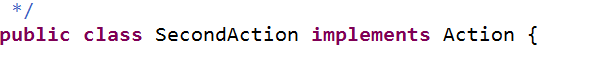 */
public class SecondAction implements Action {